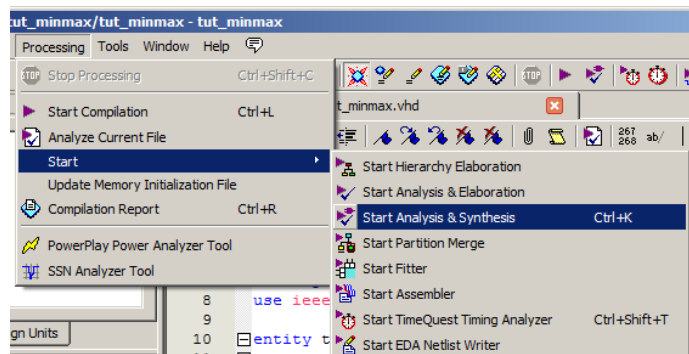 tut_minmax/tut_minmax - tut_minmax
Processing Tools Window Help
Stop Processing Ctrl+Shift+C
Start Compilation Ctrl+L
Analyze Current File
Start
Update Memory Initialization File
Compilation Report Ctrl+R
PowerPlay Power Analyzer Tool
SSN Analyzer Tool
STOP
t_minmax.vhd
267
268
ab/
Start Hierarchy Elaboration
Start Analysis & Elaboration
Start Analysis & Synthesis Ctrl+K
Start Partition Merge
Start Fitter
Start Assembler
Start TimeQuest Timing Analyzer Ctrl+Shift+T
Start EDA Netlist Writer
8 use ieee
9
10 entity t
gn Units